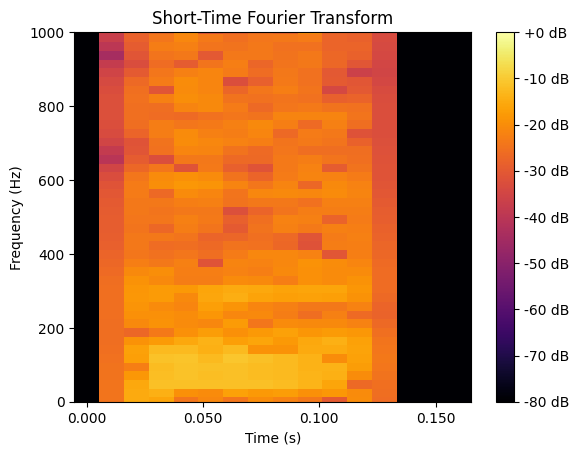 Short-Time Fourier Transform
1000
800
600
400
200
0
Frequency (Hz)
0.000
0.050
0.100
0.150
Time (s)
+0 dB
-10 dB
-20 dB
-30 dB
-40 dB
-50 dB
-60 dB
-70 dB
-80 dB